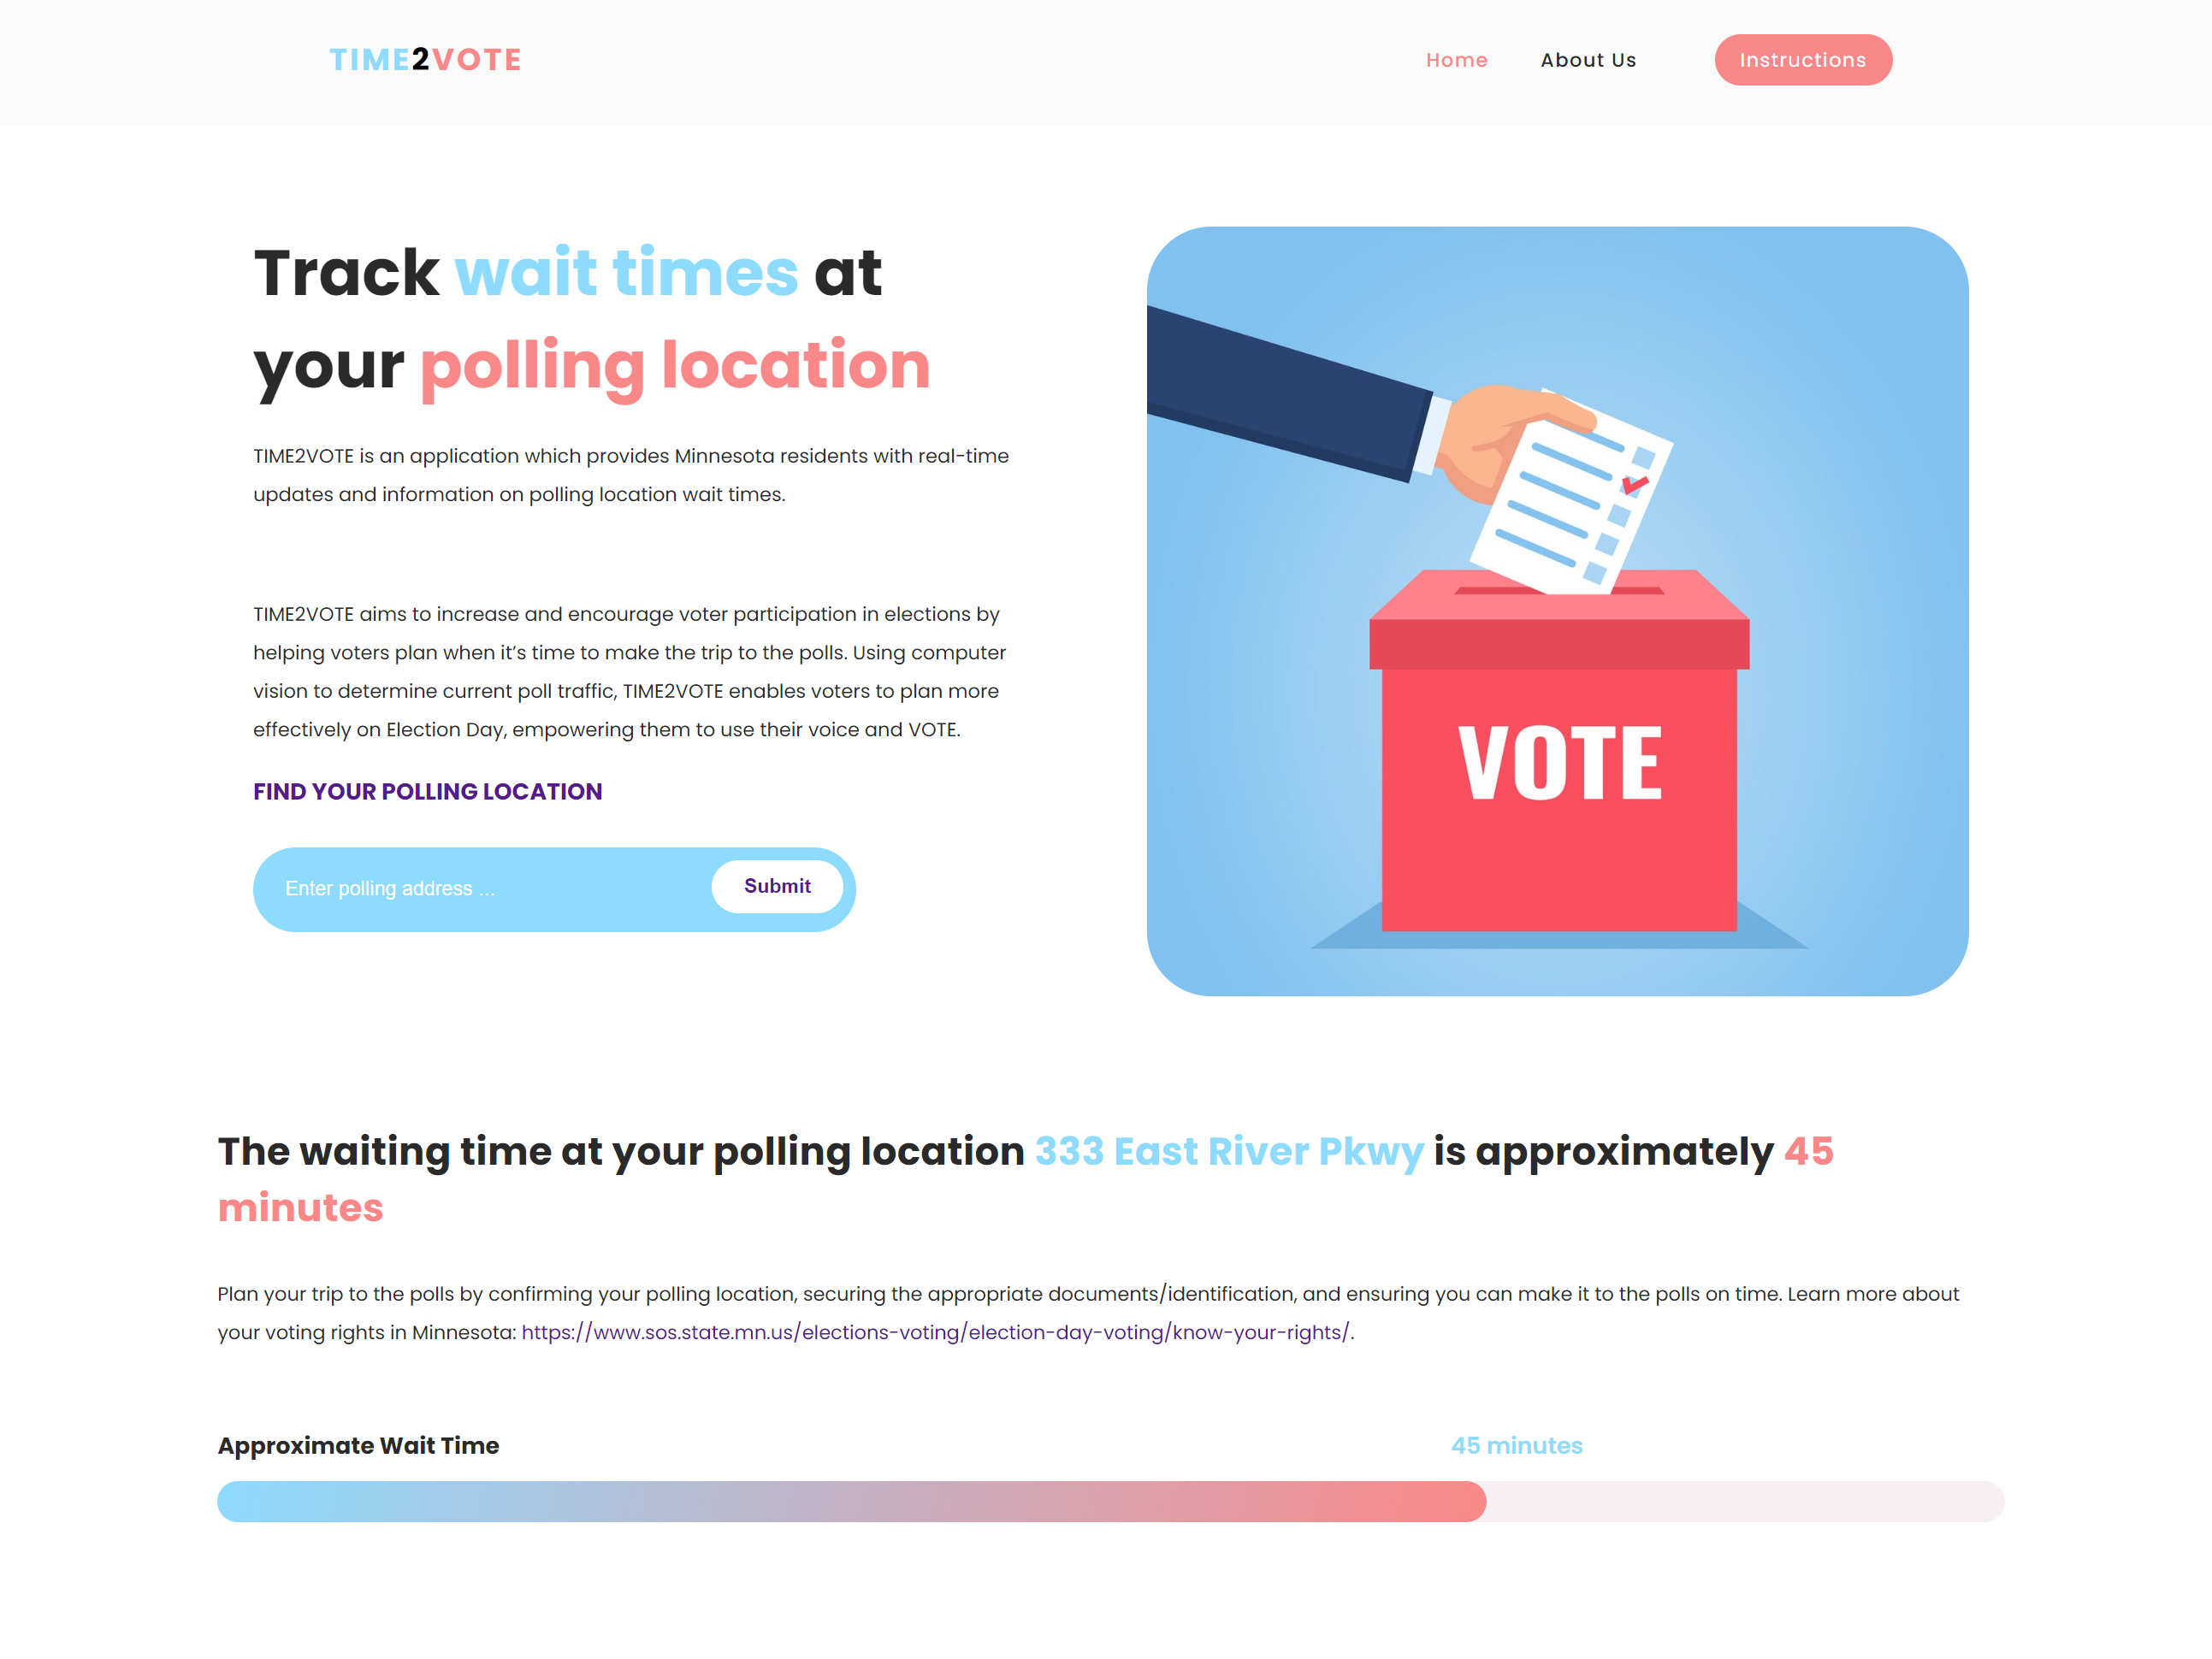 TIME2VOTE
Home
About Us
Instructions
Track wait times at
your polling location
TIME2VOTE is an application which provides Minnesota residents with real-time
updates and information on polling location wait times.
TIME2VOTE aims to increase and encourage voter participation in elections by
helping voters plan when it’s time to make the trip to the polls. Using computer
vision to determine current poll traffic, TIME2VOTE enables voters to plan more
effectively on Election Day, empowering them to use their voice and VOTE.
FIND YOUR POLLING LOCATION
Enter polling address ...
Submit
VOTE
The waiting time at your polling location 333 East River Pkwy is approximately 45
minutes
Plan your trip to the polls by confirming your polling location, securing the appropriate documents/identification, and ensuring you can make it to the polls on time. Learn more about
your voting rights in Minnesota: https://www.sos.state.mn.us/elections-voting/election-day-voting/know-your-rights/.
Approximate Wait Time
45 minutes